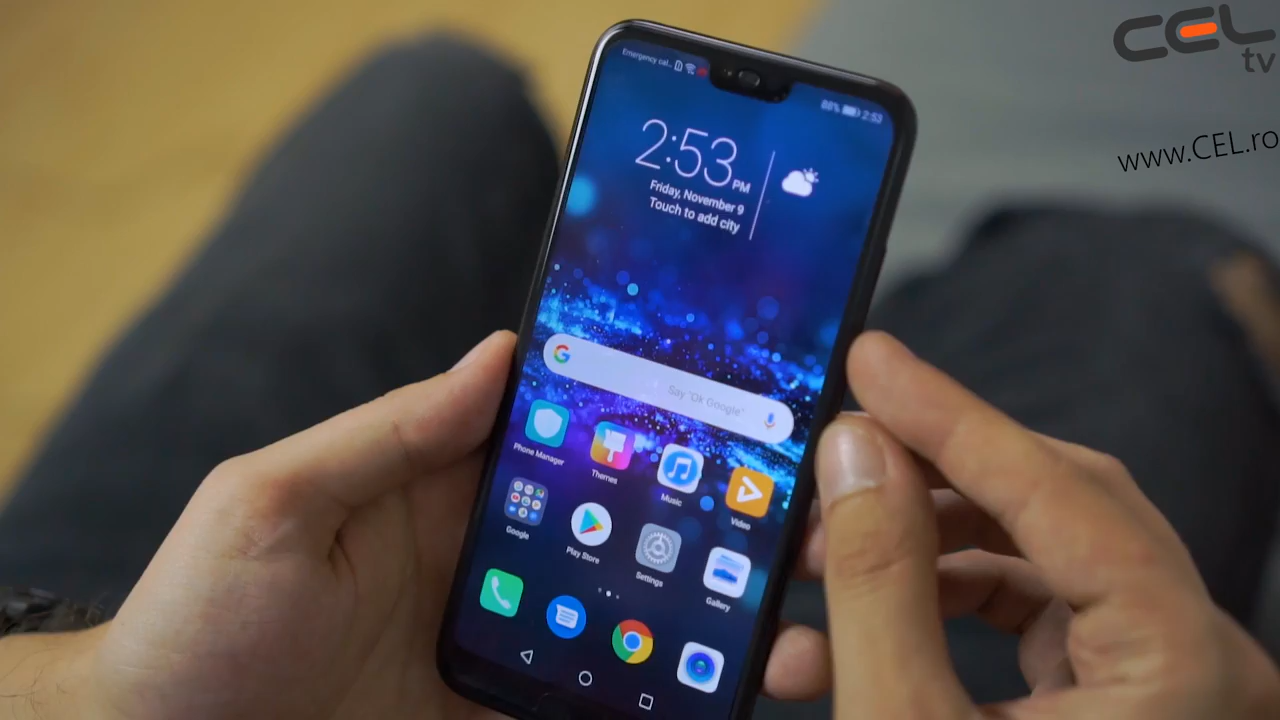 CEL
tv
www.CEL.ro
Emergency cal...
88% 2:53
2:53 PM
Friday, November 9
Touch to add city
Say "Ok Google"
Phone Manager
Themes
Music
Video
Google
Play Store
Settings
Gallery